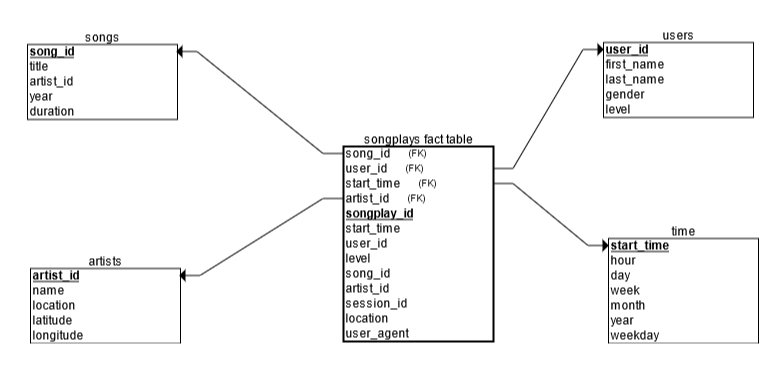 songs
song_id
title
artist_id
year
duration
users
user_id
first_name
last_name
gender
level
songplays fact table
song_id (FK)
user_id (FK)
start_time (FK)
artist_id (FK)
songplay_id
start_time
user_id
level
song_id
artist_id
session_id
location
user_agent
artists
artist_id
name
location
latitude
longitude
time
start_time
hour
day
week
month
year
weekday